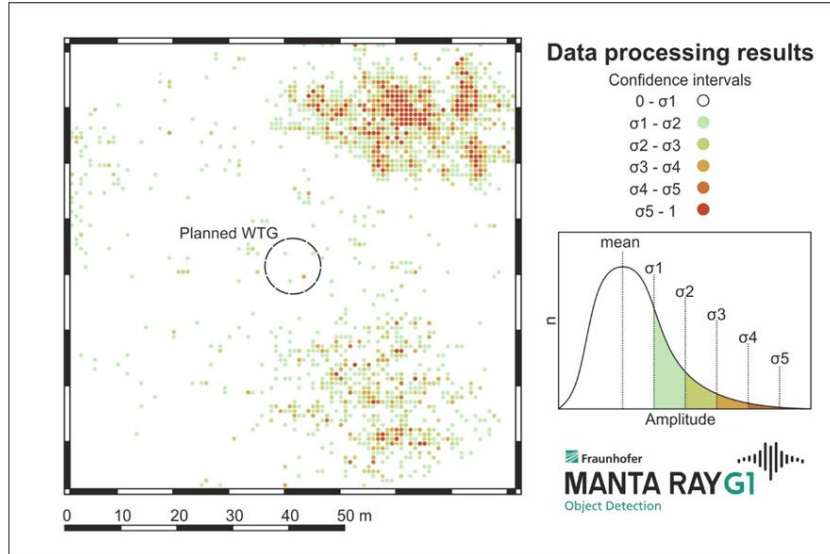 Data processing results
Confidence intervals
0 - σ1
σ1 - σ2
σ2 - σ3
σ3 - σ4
σ4 - σ5
σ5 - 1
Planned WTG
mean
σ1
σ2
σ3
σ4
σ5
n
Amplitude
0 10 20 30 40 50 m
Fraunhofer
MANTA RAY G1
Object Detection